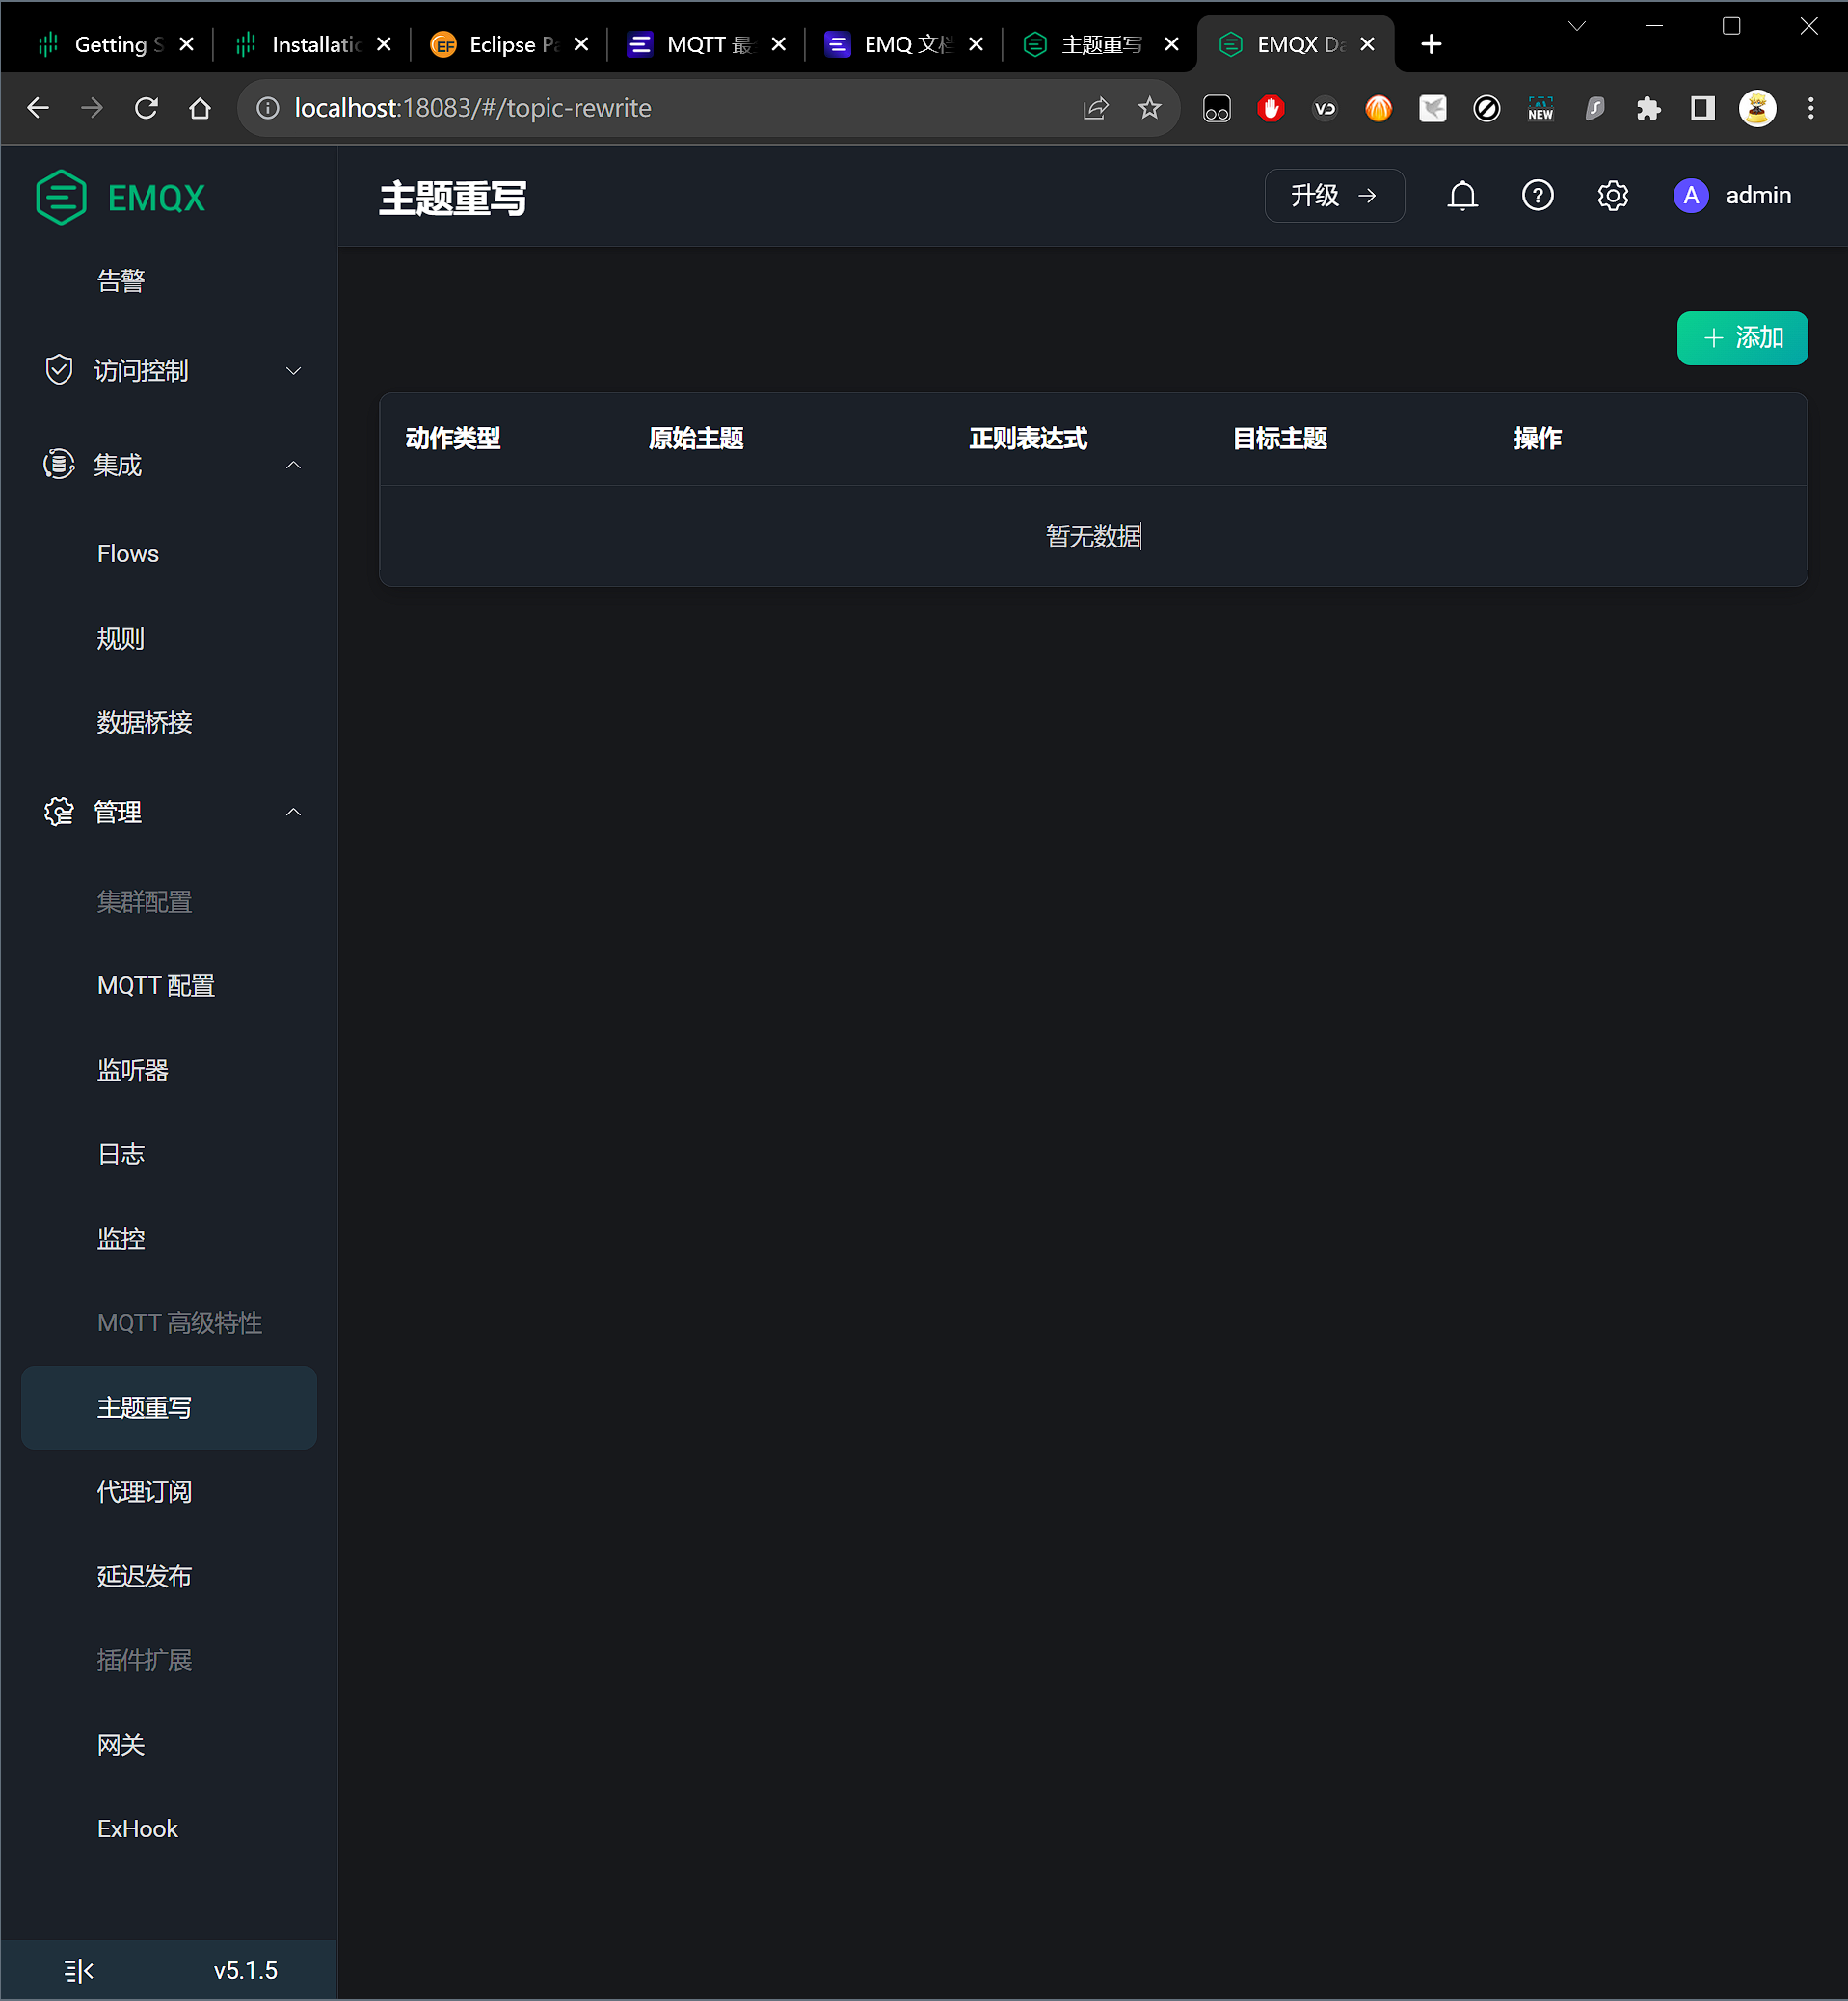 Getting S
Installatio
Eclipse Pa
MQTT 最
EMQ 文档
主题重写
EMQX Da
localhost:18083/#/topic-rewrite
NEW
EMQX
主题重写
升级
A
admin
告警
访问控制
集成
Flows
规则
数据桥接
管理
集群配置
MQTT 配置
监听器
日志
监控
MQTT 高级特性
主题重写
代理订阅
延迟发布
插件扩展
网关
ExHook
v5.1.5
添加
动作类型 原始主题 正则表达式 目标主题 操作
暂无数据